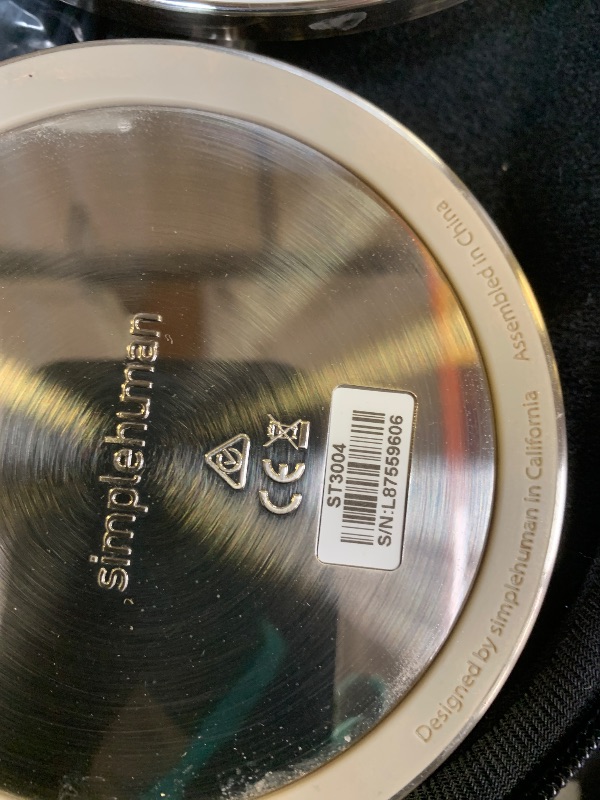 simplehuman
ST3004
S/N:L87559606
Designed by simplehuman in California
Assembled in China